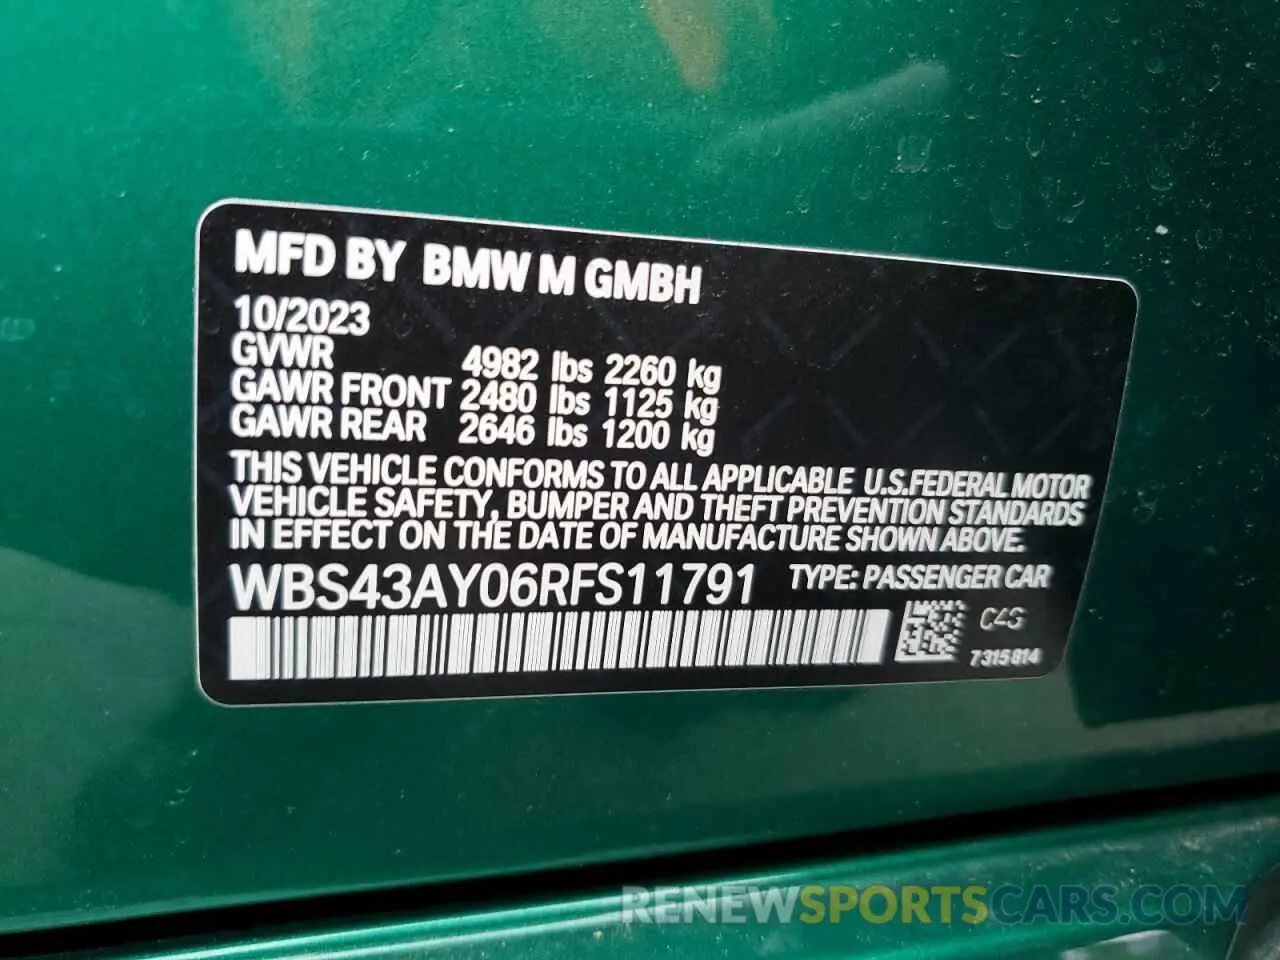 MFD BY BMW M GMBH
10/2023
GVWR 4982 lbs 2260 kg
GAWR FRONT 2480 lbs 1125 kg
GAWR REAR 2646 lbs 1200 kg
THIS VEHICLE CONFORMS TO ALL APPLICABLE U.S.FEDERAL MOTOR
VEHICLE SAFETY, BUMPER AND THEFT PREVENTION STANDARDS
IN EFFECT ON THE DATE OF MANUFACTURE SHOWN ABOVE.
WBS43AY06RFS11791 TYPE: PASSENGER CAR
C4G
7315814
RENEWSPORTSCARS.COM